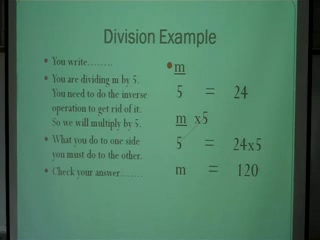 Division Example
• You write........
• You are dividing m by 5.
You need to do the inverse
operation to get rid of it.
So we will multiply by 5.
• What you do to one side
you must do to the other.
• Check your answer.......
• m
5 = 24
m x5
5 = 24x5
m = 120